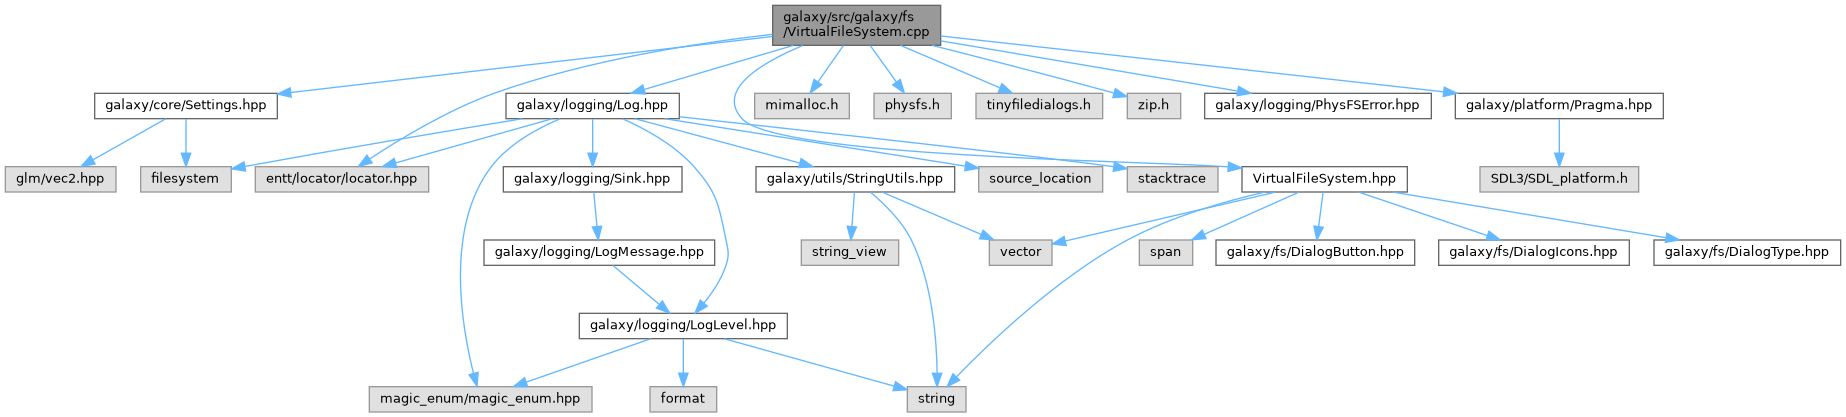 galaxy/src/galaxy/fs
/VirtualFileSystem.cpp
galaxy/core/Settings.hpp
galaxy/logging/Log.hpp
mimalloc.h
physfs.h
tinyfiledialogs.h
zip.h
galaxy/logging/PhysFSError.hpp
galaxy/platform/Pragma.hpp
glm/vec2.hpp
filesystem
entt/locator/locator.hpp
galaxy/logging/Sink.hpp
galaxy/utils/StringUtils.hpp
source_location
stacktrace
VirtualFileSystem.hpp
SDL3/SDL_platform.h
galaxy/logging/LogMessage.hpp
string_view
vector
span
galaxy/fs/DialogButton.hpp
galaxy/fs/DialogIcons.hpp
galaxy/fs/DialogType.hpp
galaxy/logging/LogLevel.hpp
magic_enum/magic_enum.hpp
format
string